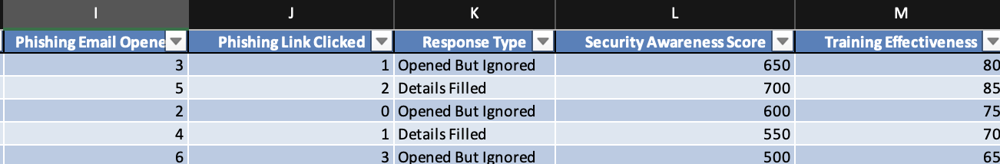 I J K L M
Phishing Email Opene Phishing Link Clicked Response Type Security Awareness Score Training Effectiveness
3 1 Opened But Ignored 650 80
5 2 Details Filled 700 85
2 0 Opened But Ignored 600 75
4 1 Details Filled 550 70
6 3 Opened But Ignored 500 65